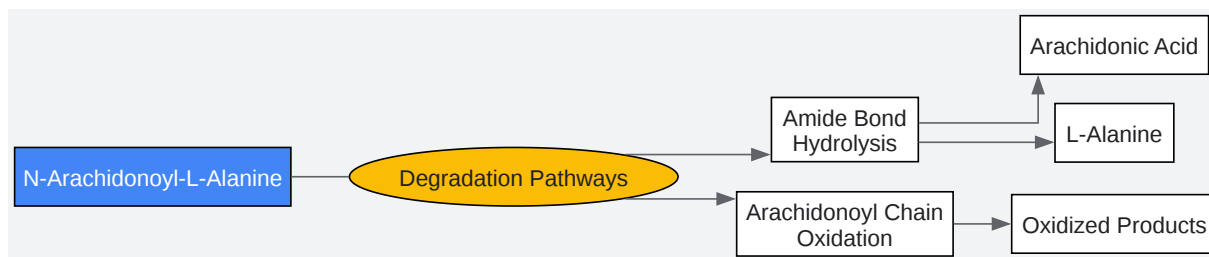 N-Arachidonoyl-L-Alanine
Degradation Pathways
Amide Bond
Hydrolysis
Arachidonic Acid
L-Alanine
Arachidonoyl Chain
Oxidation
Oxidized Products